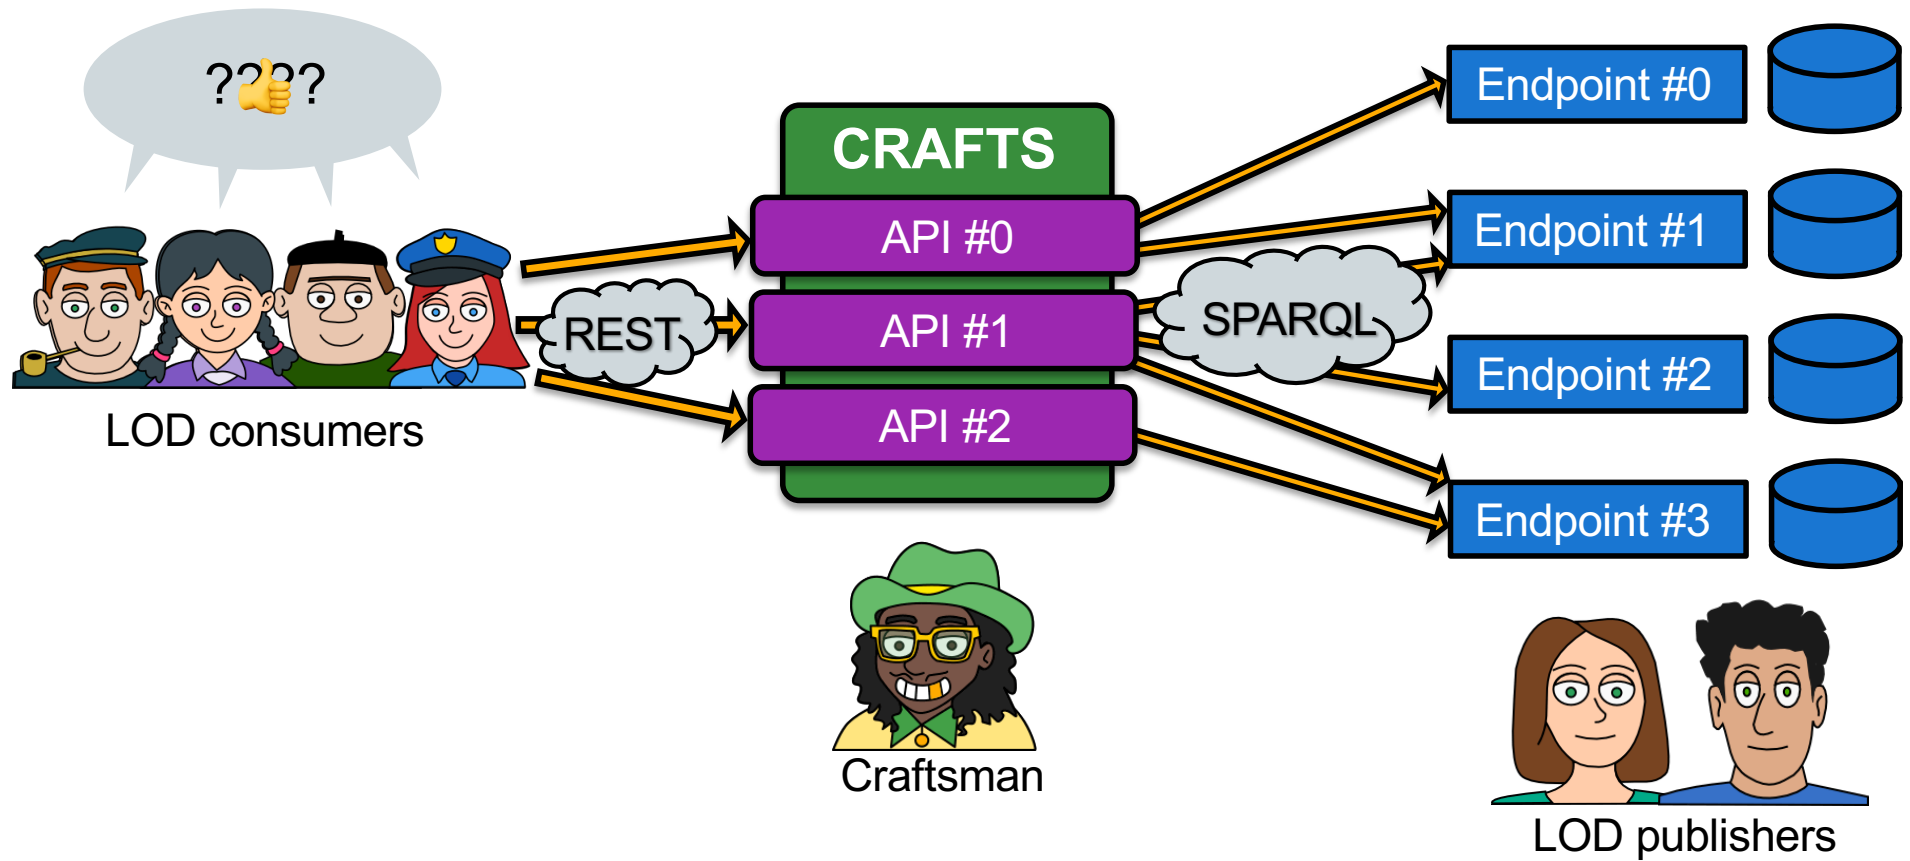 ????
CRAFTS
API #0
API #1
API #2
REST
SPARQL
Endpoint #0
Endpoint #1
Endpoint #2
Endpoint #3
LOD consumers
Craftsman
LOD publishers